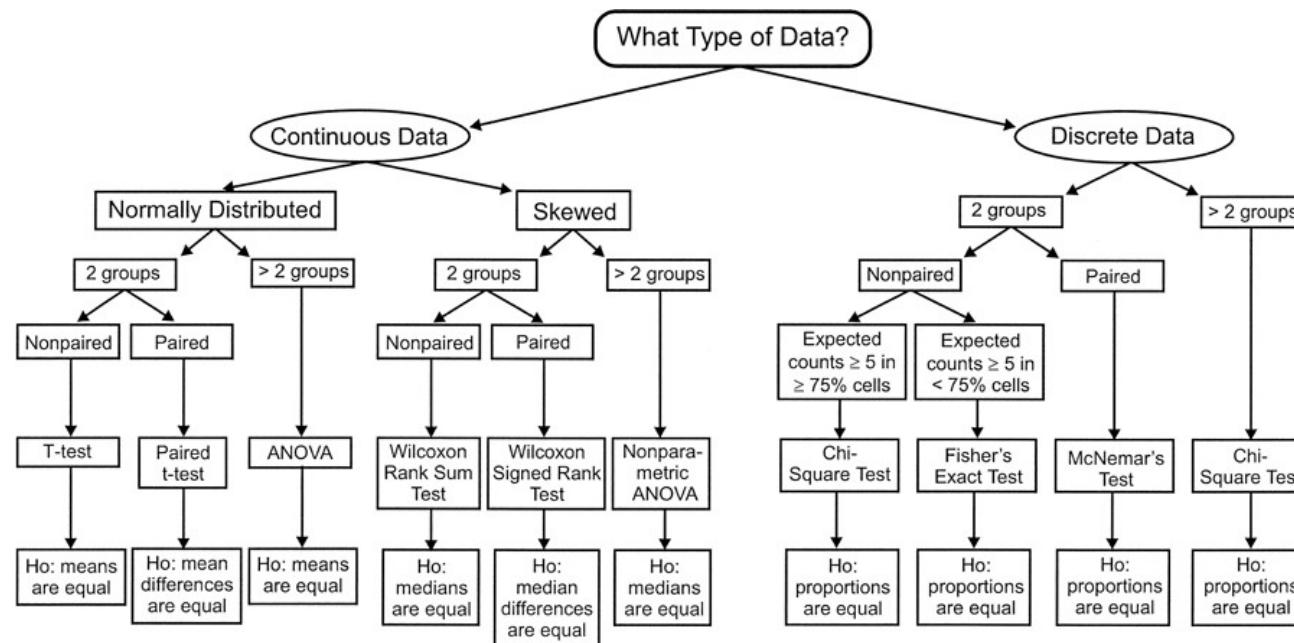 What Type of Data?
Continuous Data
Discrete Data
Normally Distributed
Skewed
2 groups
> 2 groups
2 groups
> 2 groups
2 groups
> 2 groups
Nonpaired
Paired
Nonpaired
Paired
Nonpaired
Paired
Expected
counts ≥ 5 in
≥ 75% cells
Expected
counts ≥ 5 in
< 75% cells
T-test
Paired
t-test
ANOVA
Wilcoxon
Rank Sum
Test
Wilcoxon
Signed Rank
Test
Nonpara-
metric
ANOVA
Chi-
Square Test
Fisher's
Exact Test
McNemar's
Test
Chi-
Square Test
Ho: means
are equal
Ho: mean
differences
are equal
Ho: means
are equal
Ho:
medians
are equal
Ho:
median
differences
are equal
Ho:
medians
are equal
Ho:
proportions
are equal
Ho:
proportions
are equal
Ho:
proportions
are equal
Ho:
proportions
are equal